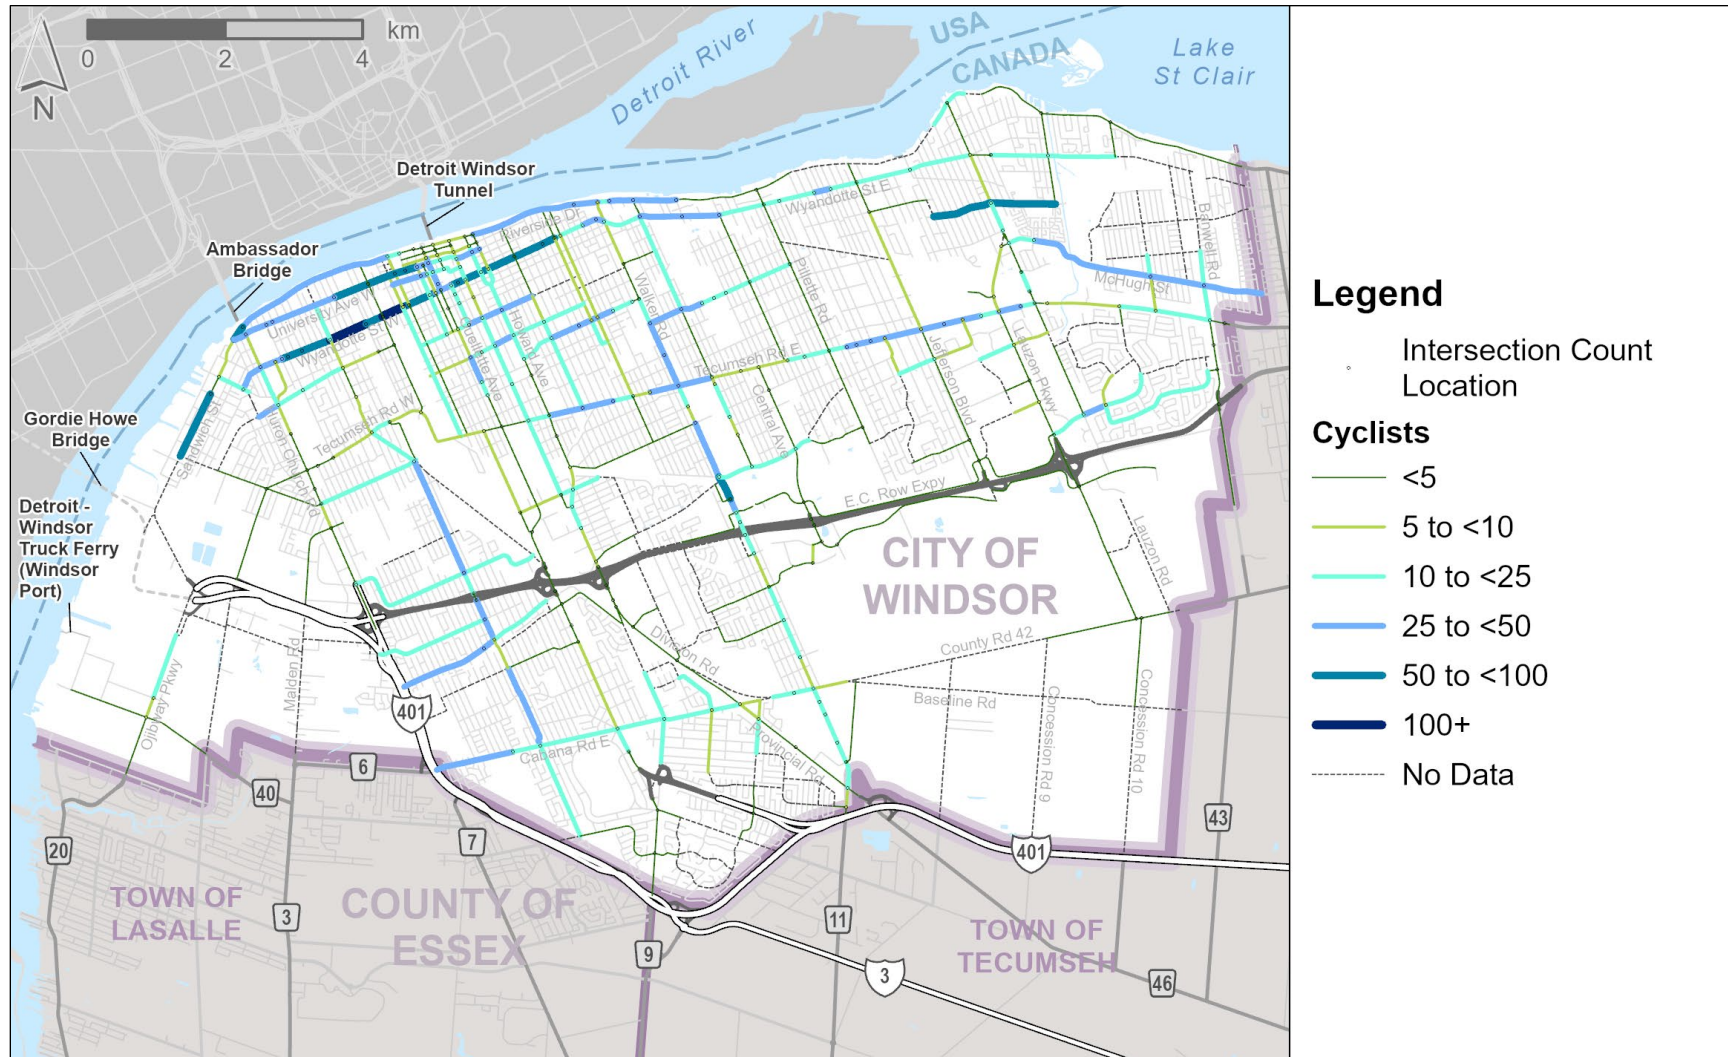 USA
CANADA
Lake
St Clair
Detroit River
km
0
2
4
N
Detroit Windsor
Tunnel
Ambassador
Bridge
Gordie Howe
Bridge
Detroit -
Windsor
Truck Ferry
(Windsor
Port)
Riverside Dr
University Ave W
Wyandotte St W
Wyandotte St E
Walker Rd
Pillette Rd
Banwell Rd
McHugh St
Ouellette Ave
Howard Ave
Tecumseh Rd E
Tecumseh Rd W
Central Ave
Jefferson Blvd
Lauzon Pkwy
Sandwich St
Huron Church Rd
E.C. Row Expy
Lauzon Rd
CITY OF
WINDSOR
Division Rd
County Rd 42
Baseline Rd
Concession Rd 9
Concession Rd 10
Malden Rd
Ojibway Pkwy
Cabana Rd E
Provincial Rd
401
6
40
20
7
3
43
401
11
9
3
46
TOWN OF
LASALLE
COUNTY OF
ESSEX
TOWN OF
TECUMSEH
Legend
Intersection Count
Location
Cyclists
<5
5 to <10
10 to <25
25 to <50
50 to <100
100+
No Data